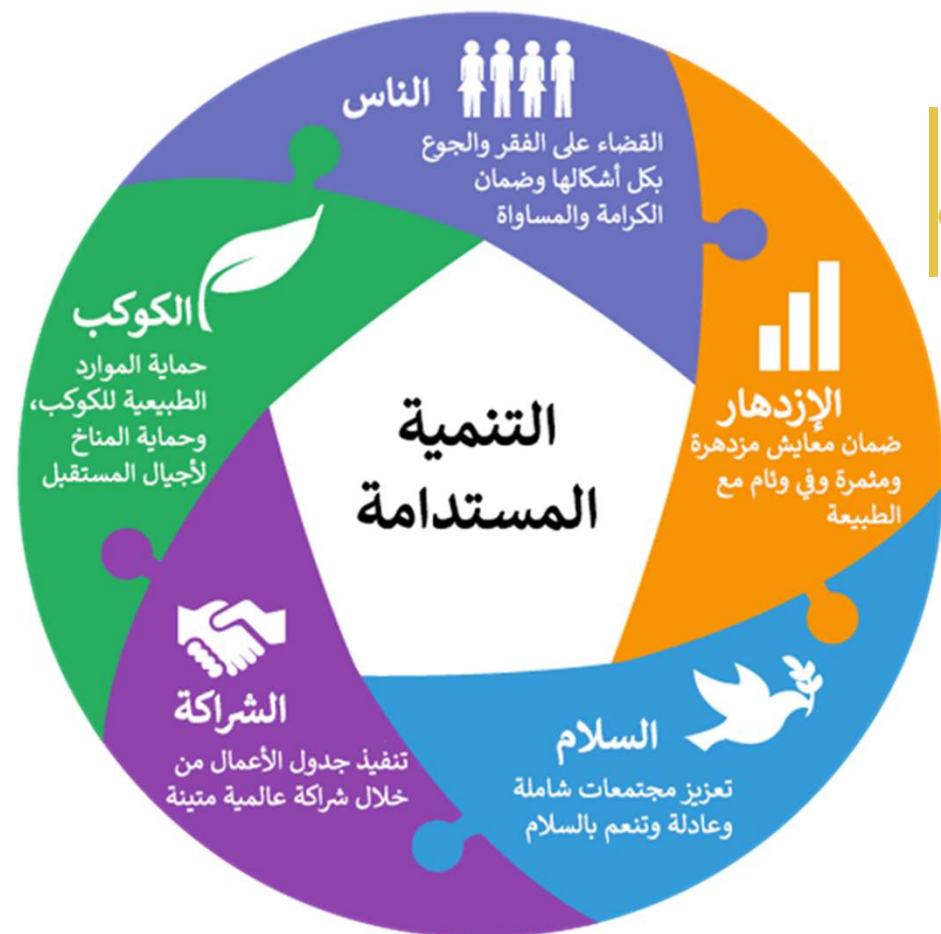 الناس
القضاء على الفقر والجوع
بكل أشكالها وضمان
الكرامة والمساواة
الإزدهار
ضمان معايش مزدهرة
ومثمرة وفي وئام مع
الطبيعة
السلام
تعزيز مجتمعات شاملة
وعادلة وتنعم بالسلام
الشراكة
تنفيذ جدول الأعمال من
خلال شراكة عالمية متينة
الكوكب
حماية الموارد
الطبيعية للكوكب،
وحماية المناخ
لأجيال المستقبل
التنمية
المستدامة